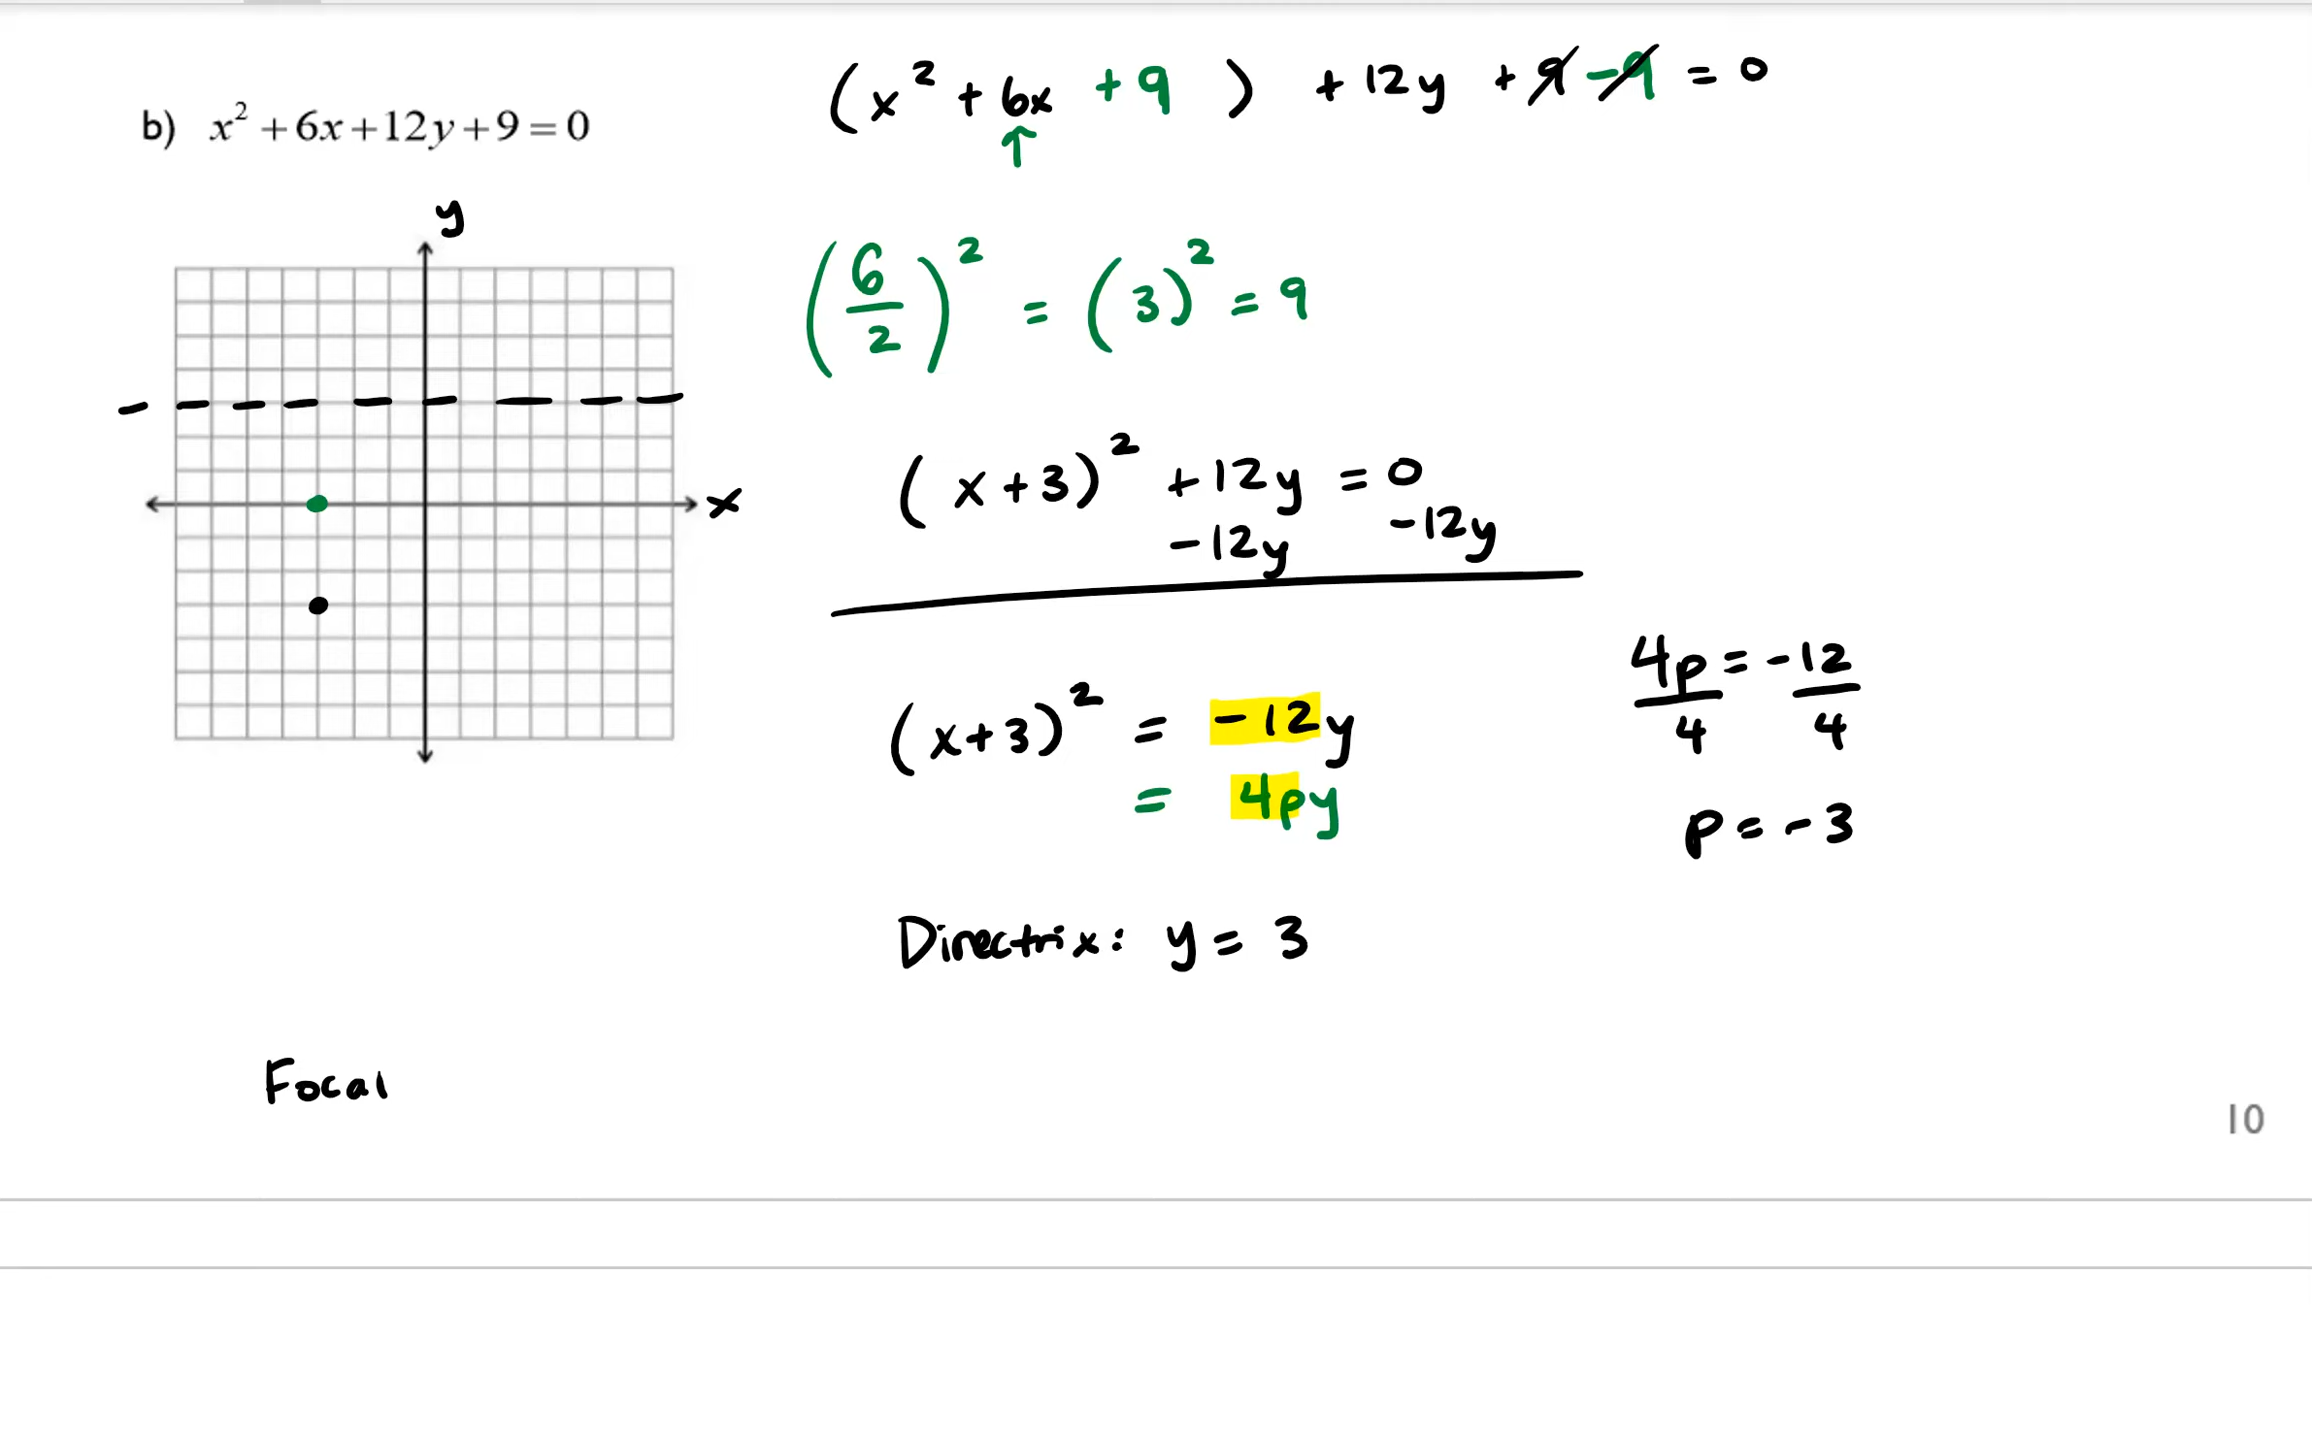 (x² + 6x + 9 ) + 12y + 9 - 9 = 0
b) x² + 6x + 12y + 9 = 0
↑
y
(6/2)² = (3)² = 9
(x+3)² + 12y = 0
-12y -12y
x
4p = -12
4 4
(x+3)² = -12y
= 4py
p = -3
Directrix: y = 3
Focal
10